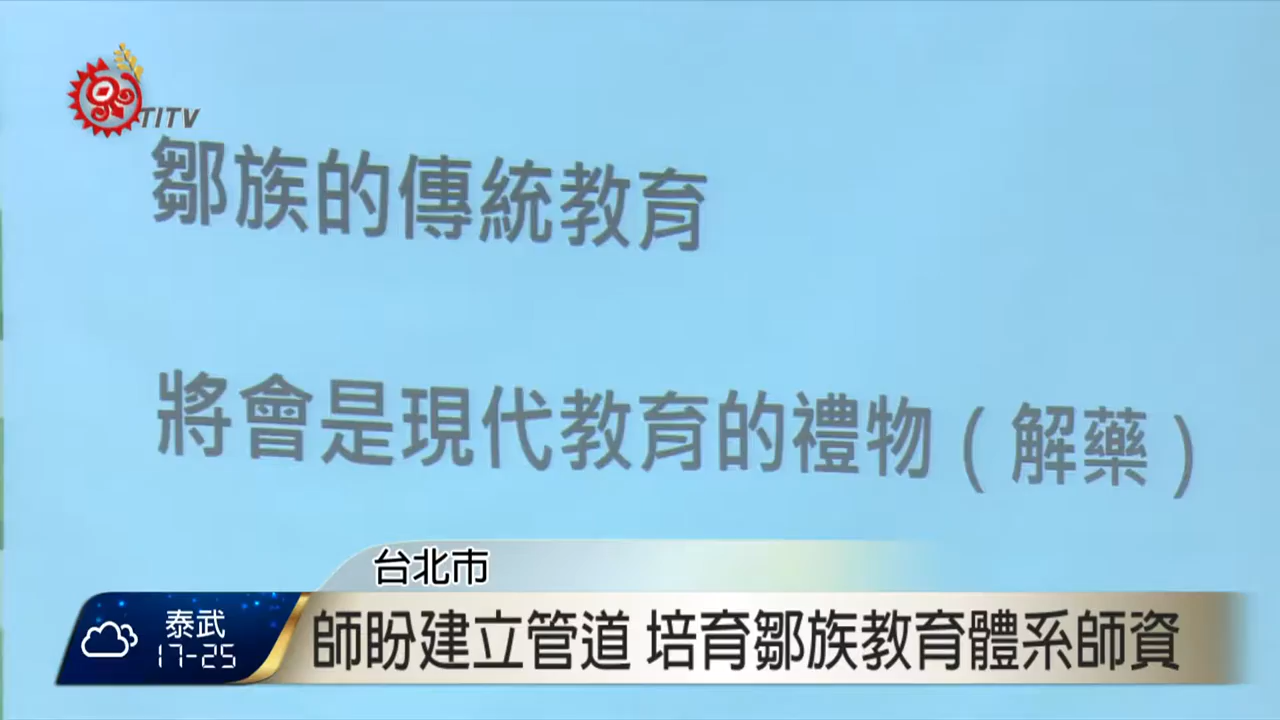 TITV
鄒族的傳統教育
將會是現代教育的禮物（解藥）
台北市
泰武
17-25
師盼建立管道 培育鄒族教育體系師資